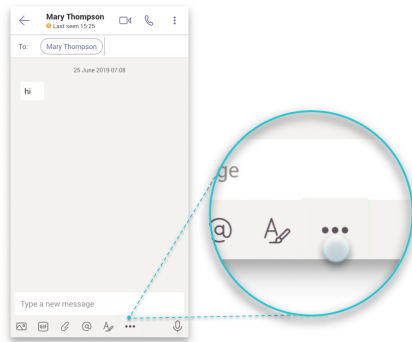 Mary Thompson
Last seen 15:25
To: Mary Thompson
25 June 2019 07:08
hi
Type a new message
GIF @ A
ge
@ A